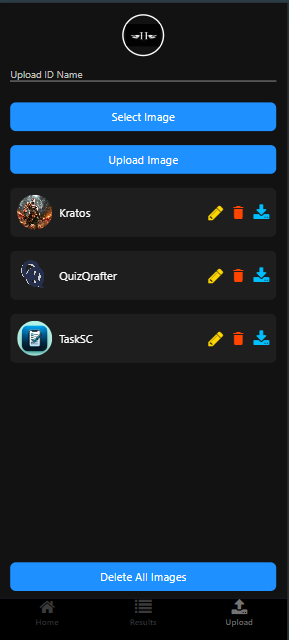 Upload ID Name
Select Image
Upload Image
Kratos
QuizQrafter
TaskSC
Delete All Images
Home
Results
Upload